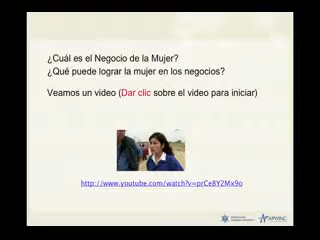 ¿Cuál es el Negocio de la Mujer?
¿Qué puede lograr la mujer en los negocios?
Veamos un video (Dar clic sobre el video para iniciar)
http://www.youtube.com/watch?v=prCe8Y2Mx9o
APWINC